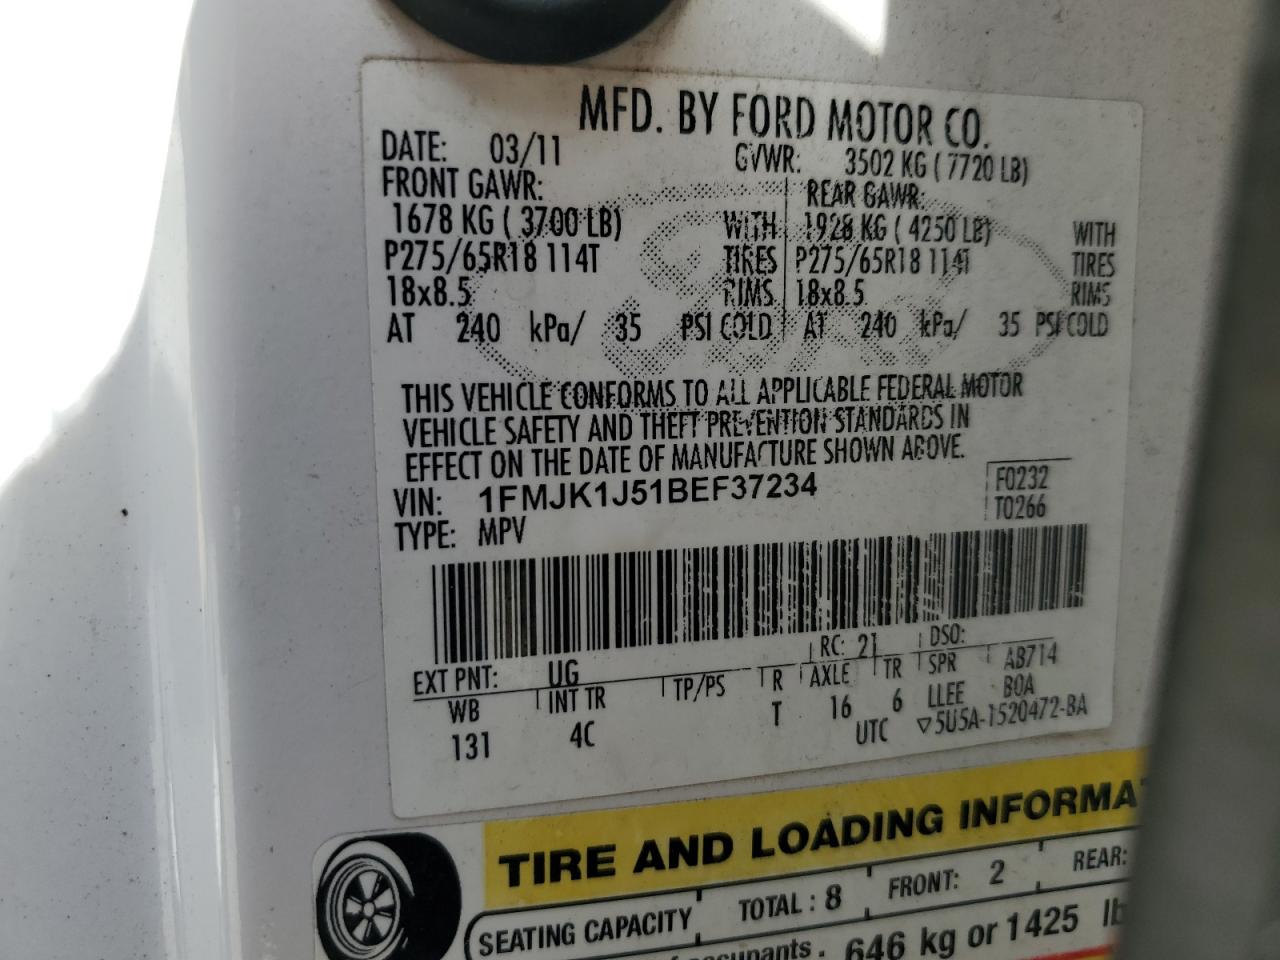 MFD. BY FORD MOTOR CO.
DATE: 03/11 GVWR: 3502 KG ( 7720 LB)
FRONT GAWR: REAR GAWR:
1678 KG ( 3700 LB) WITH 1928 KG ( 4250 LB) WITH
P275/65R18 114T TIRES P275/65R18 114T TIRES
18x8.5 RIMS 18x8.5 RIMS
AT 240 kPa/ 35 PSI COLD AT 240 kPa/ 35 PSI COLD
THIS VEHICLE CONFORMS TO ALL APPLICABLE FEDERAL MOTOR
VEHICLE SAFETY AND THEFT PREVENTION STANDARDS IN
EFFECT ON THE DATE OF MANUFACTURE SHOWN ABOVE.
VIN: 1FMJK1J51BEF37234 F0232
TYPE: MPV T0266
EXT PNT: UG RC: 21 DSO:
WB INT TR TP/PS R AXLE TR SPR AB714
131 4C T 16 6 LLEE B0A
UTC ▽5U5A-1520472-BA
TIRE AND LOADING INFORMA
SEATING CAPACITY TOTAL : 8 FRONT: 2 REAR:
occupants . 646 kg or 1425 lb